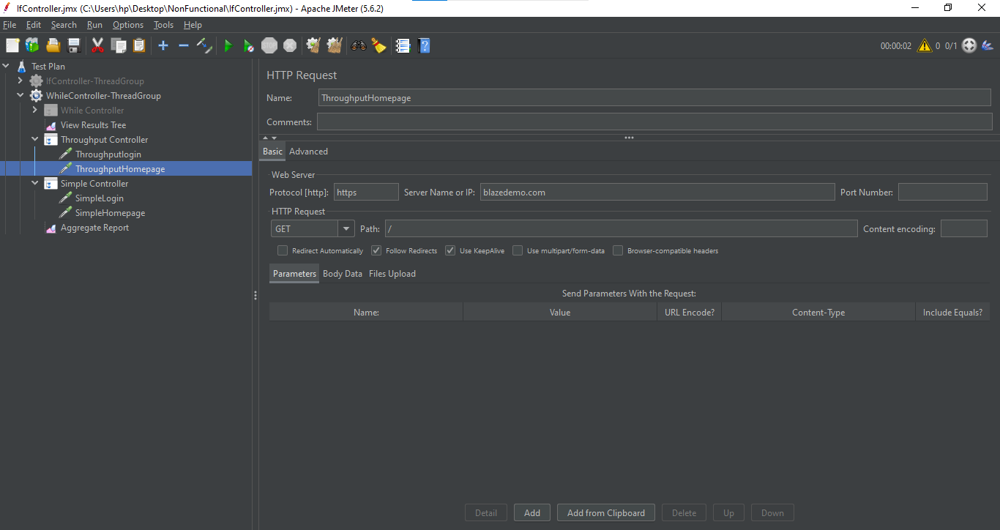 IfController.jmx (C:\Users\hp\Desktop\NonFunctional\IfController.jmx) - Apache JMeter (5.6.2)
File Edit Search Run Options Tools Help
STOP
00:00:02 0 0/1
Test Plan
IfController-ThreadGroup
WhileController-ThreadGroup
While Controller
View Results Tree
Throughput Controller
Throughputlogin
ThroughputHomepage
Simple Controller
SimpleLogin
SimpleHomepage
Aggregate Report
HTTP Request
Name: ThroughputHomepage
Comments:
Basic Advanced
Web Server
Protocol [http]: https Server Name or IP: blazedemo.com Port Number:
HTTP Request
GET Path: / Content encoding:
Redirect Automatically Follow Redirects Use KeepAlive Use multipart/form-data Browser-compatible headers
Parameters Body Data Files Upload
Send Parameters With the Request:
Name: Value URL Encode? Content-Type Include Equals?
Detail Add Add from Clipboard Delete Up Down